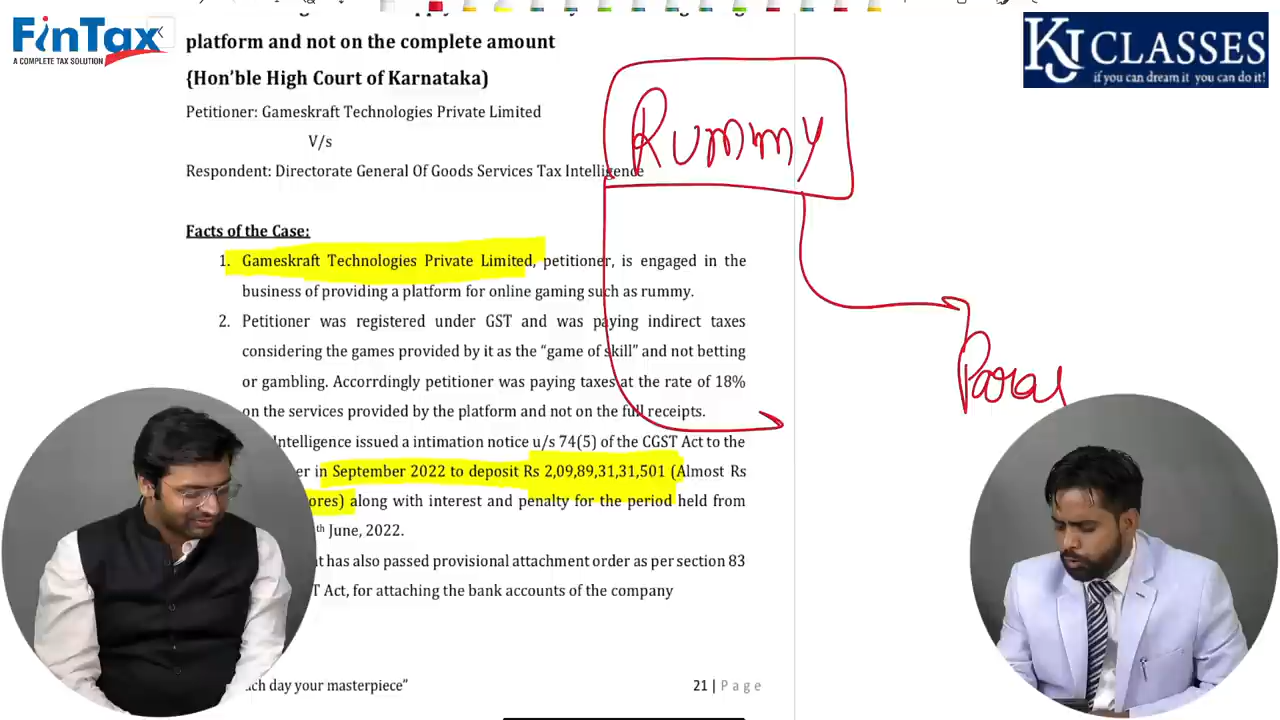 FinTax
A COMPLETE TAX SOLUTION
KJ CLASSES
if you can dream it you can do it!
platform and not on the complete amount
{Hon’ble High Court of Karnataka)
Petitioner: Gameskraft Technologies Private Limited
V/s
Respondent: Directorate General Of Goods Services Tax Intelligence
Rummy
Facts of the Case:
1. Gameskraft Technologies Private Limited, petitioner, is engaged in the
business of providing a platform for online gaming such as rummy.
2. Petitioner was registered under GST and was paying indirect taxes
considering the games provided by it as the “game of skill” and not betting
or gambling. Accorrdingly petitioner was paying taxes at the rate of 18%
on the services provided by the platform and not on the full receipts.
Paras
Intelligence issued a intimation notice u/s 74(5) of the CGST Act to the
in September 2022 to deposit Rs 2,09,89,31,31,501 (Almost Rs
along with interest and penalty for the period held from
th June, 2022.
has also passed provisional attachment order as per section 83
Act, for attaching the bank accounts of the company
day your masterpiece”
21 | Page